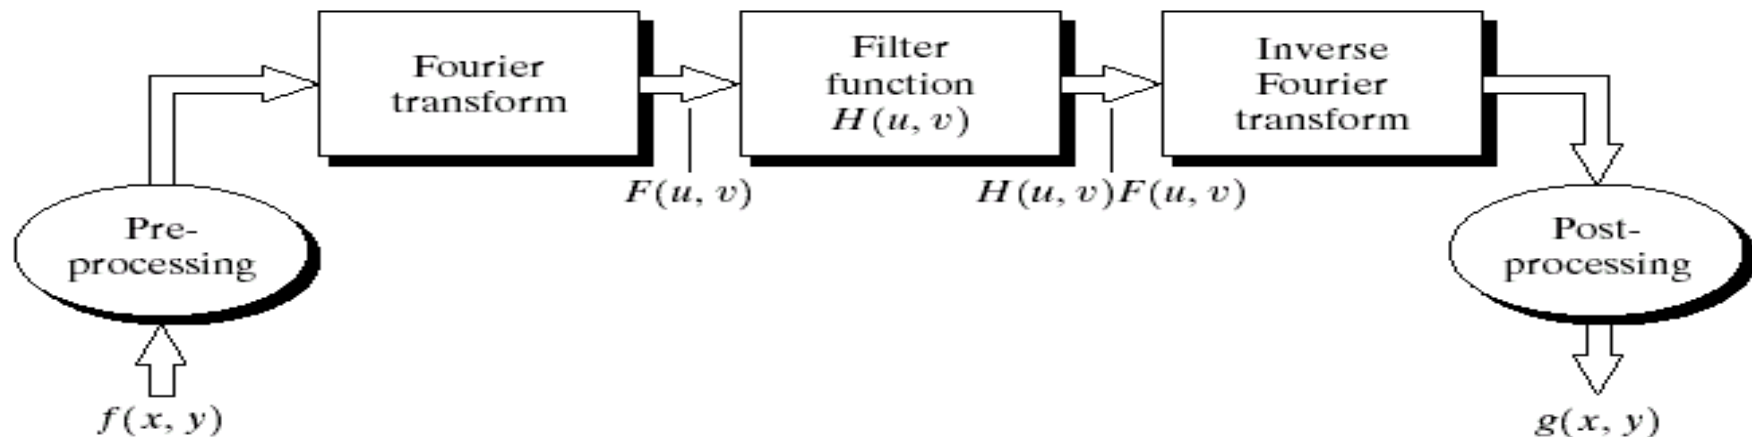 Fourier
transform
Filter
function
H(u, v)
Inverse
Fourier
transform
F(u, v)
H(u, v)F(u, v)
Pre-
processing
Post-
processing
f(x, y)
g(x, y)